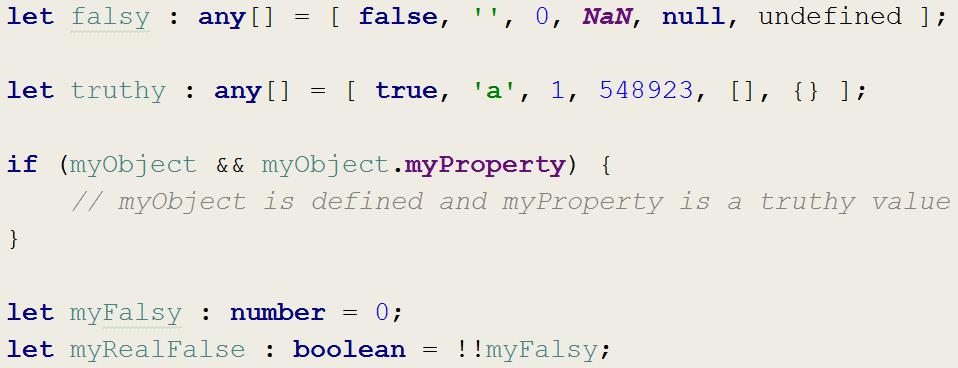 let falsy : any[] = [ false, '', 0, NaN, null, undefined ];
let truthy : any[] = [ true, 'a', 1, 548923, [], {} ];
if (myObject && myObject.myProperty) {
// myObject is defined and myProperty is a truthy value
}
let myFalsy : number = 0;
let myRealFalse : boolean = !!myFalsy;